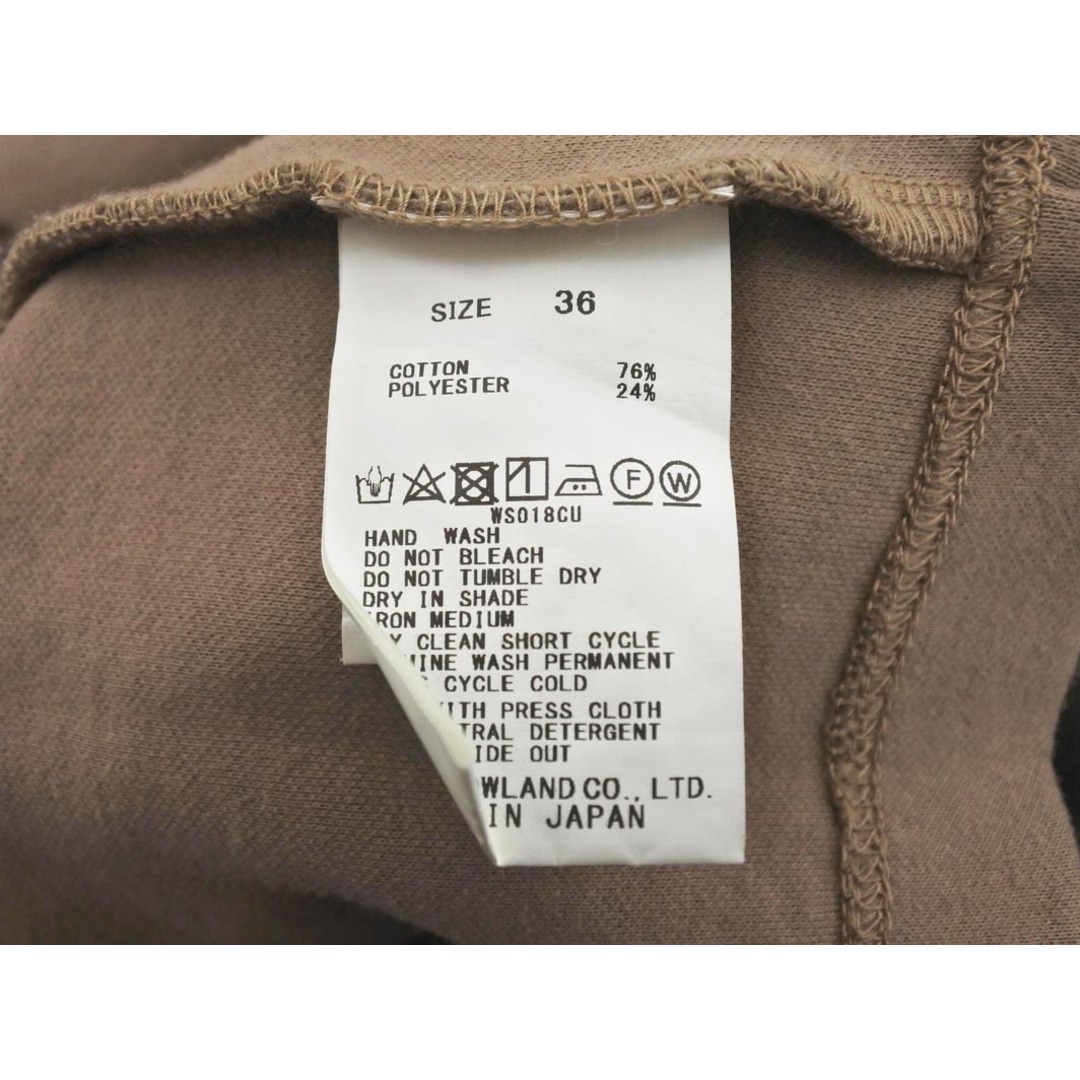 SIZE 36
COTTON 76%
POLYESTER 24%
F W
WS018CU
HAND WASH
DO NOT BLEACH
DO NOT TUMBLE DRY
DRY IN SHADE
IRON MEDIUM
CLEAN SHORT CYCLE
WASH PERMANENT
CYCLE COLD
PRESS CLOTH
DETERGENT
OUT
CO., LTD.
IN JAPAN